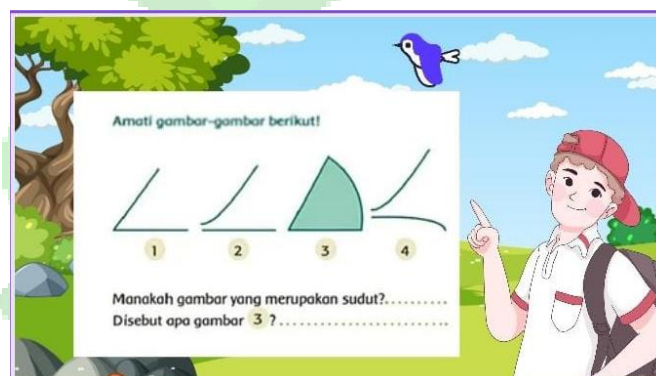 Amati gambar-gambar berikut!
1 2 3 4
Manakah gambar yang merupakan sudut?..........
Disebut apa gambar 3 ?...........................